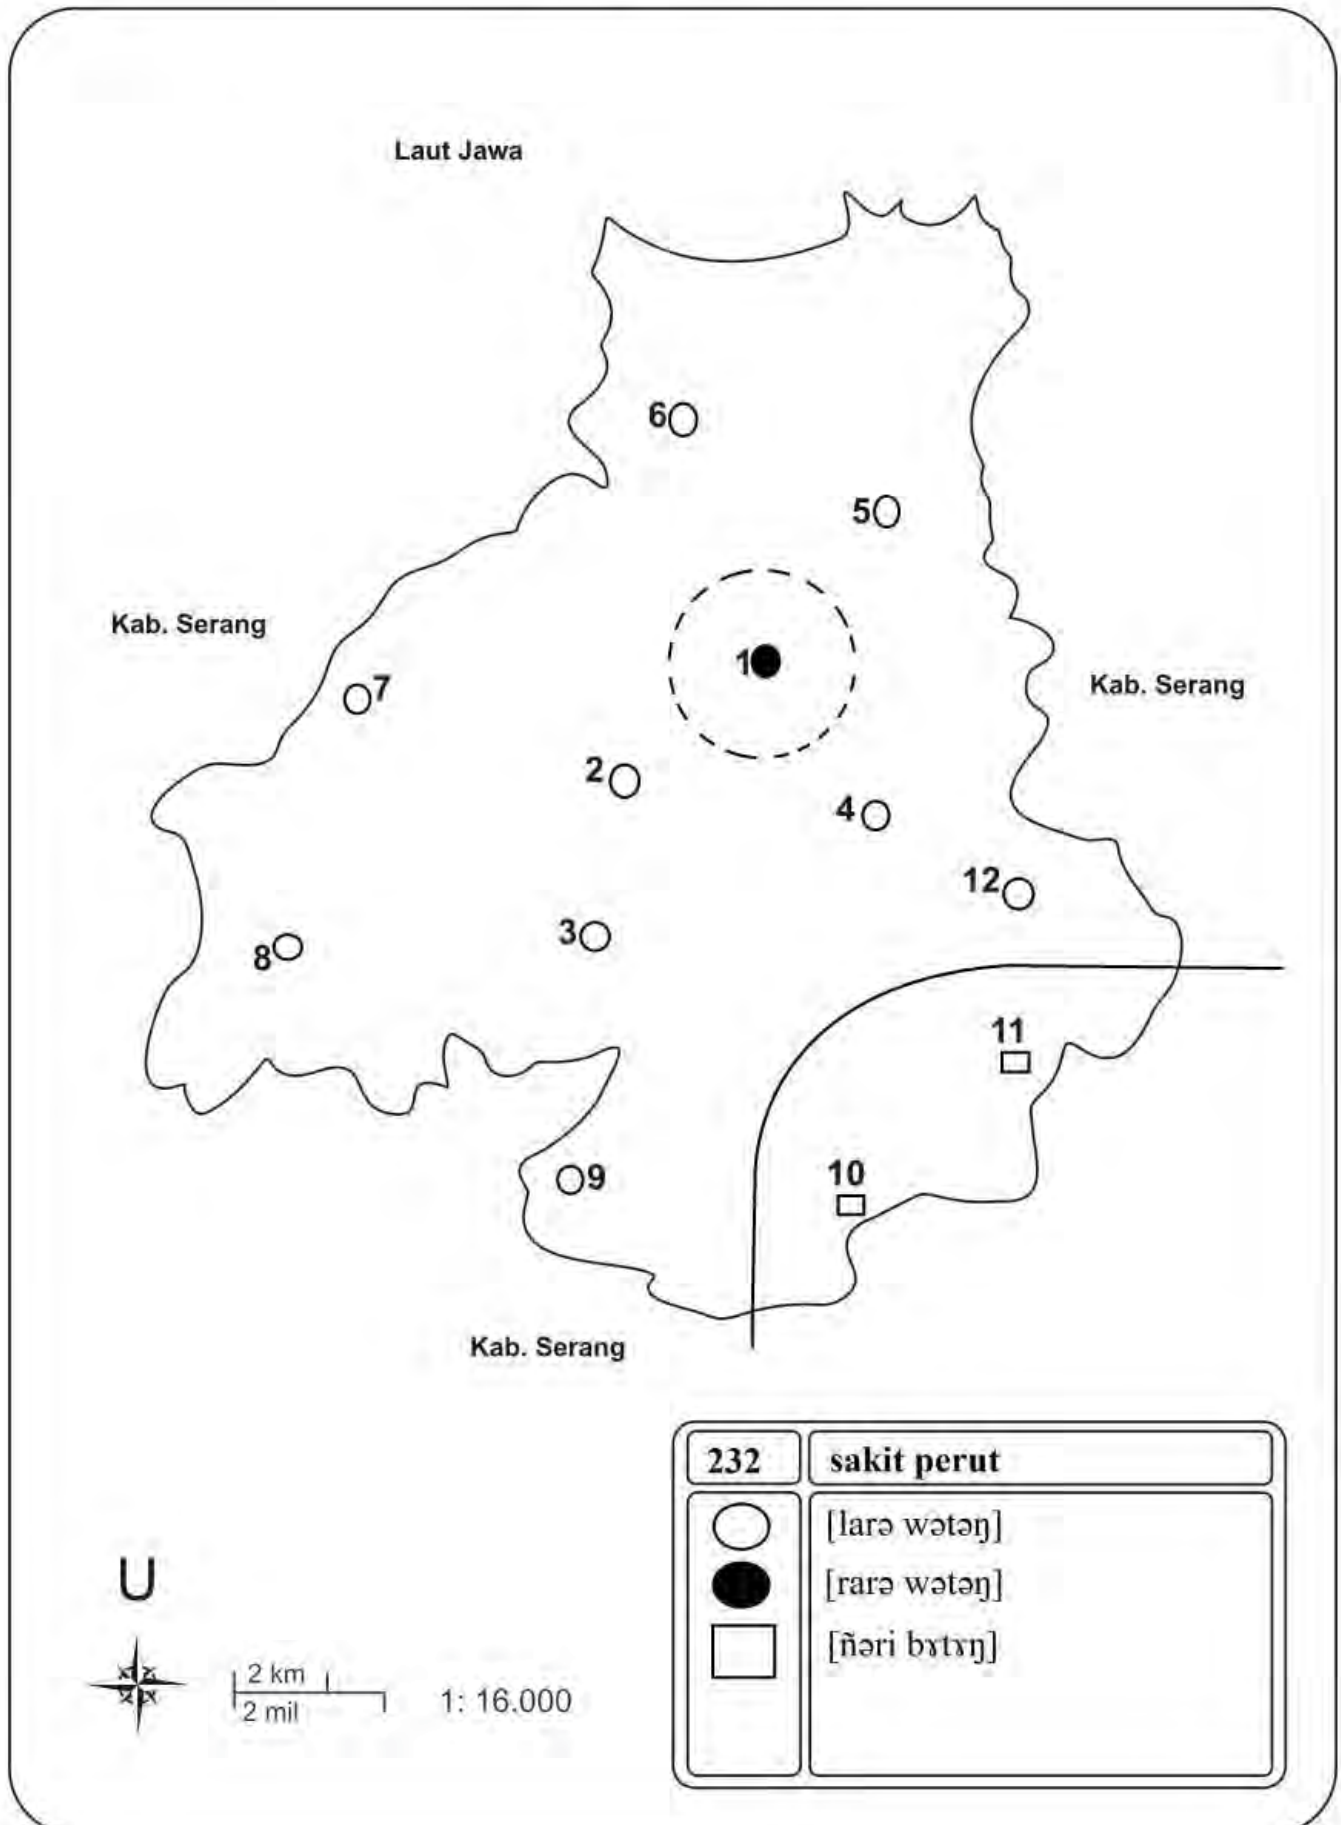 Laut Jawa
6
5
Kab. Serang
1
7
Kab. Serang
2
4
12
3
8
11
10
9
Kab. Serang
232 sakit perut
[larə wətəŋ]
[rarə wətəŋ]
[ñəri bɤtɤŋ]
U
2 km
2 mil
1: 16.000